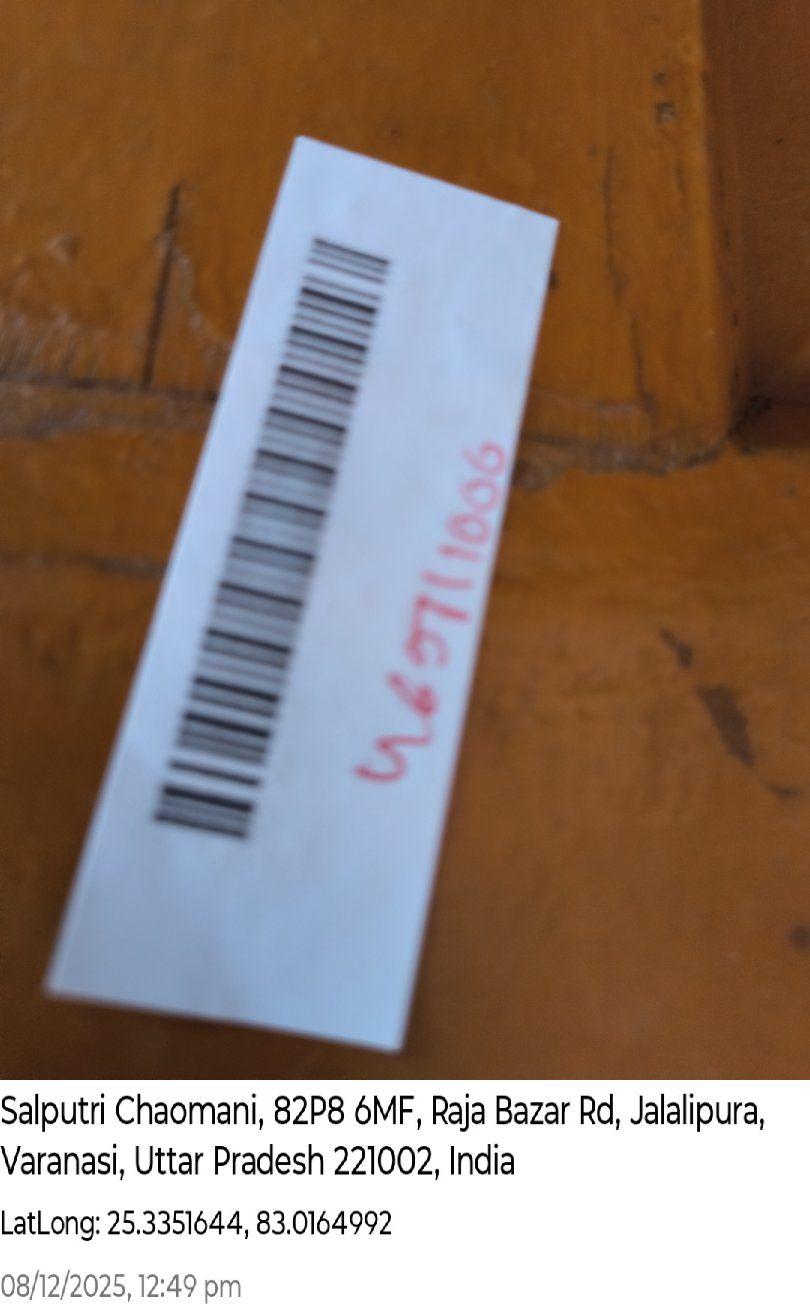 Salputri Chaomani, 82P8 6MF, Raja Bazar Rd, Jalalipura,
Varanasi, Uttar Pradesh 221002, India
LatLong: 25.3351644, 83.0164992
08/12/2025, 12:49 pm